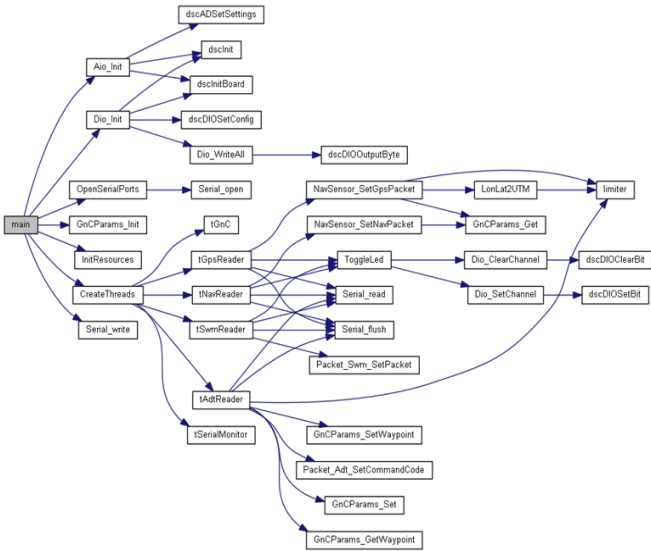 dscADSetSettings
dscInit
Aio_Init
dscInitBoard
Dio_Init
dscDIOSetConfig
Dio_WriteAll
dscDIOOutputByte
OpenSerialPorts
Serial_open
NavSensor_SetGpsPacket
LonLat2UTM
limiter
main
GnCParams_Init
tGnC
NavSensor_SetNavPacket
GnCParams_Get
InitResources
tGpsReader
ToggleLed
Dio_ClearChannel
dscDIOClearBit
CreateThreads
tNavReader
Serial_read
Dio_SetChannel
dscDIOSetBit
Serial_write
tSwmReader
Serial_flush
Packet_Swm_SetPacket
tAdtReader
tSerialMonitor
GnCParams_SetWaypoint
Packet_Adt_SetCommandCode
GnCParams_Set
GnCParams_GetWaypoint